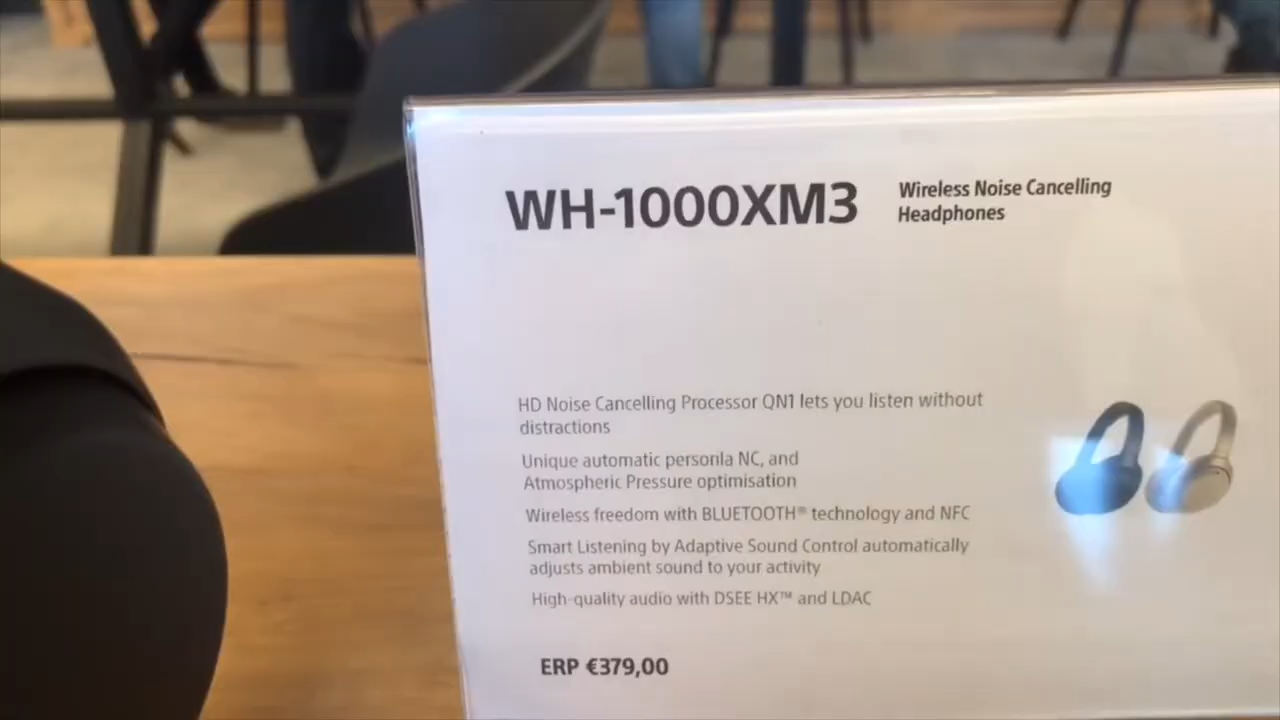 WH-1000XM3
Wireless Noise Cancelling
Headphones
HD Noise Cancelling Processor QN1 lets you listen without
distractions
Unique automatic personla NC, and
Atmospheric Pressure optimisation
Wireless freedom with BLUETOOTH® technology and NFC
Smart Listening by Adaptive Sound Control automatically
adjusts ambient sound to your activity
High-quality audio with DSEE HX™ and LDAC
ERP €379,00